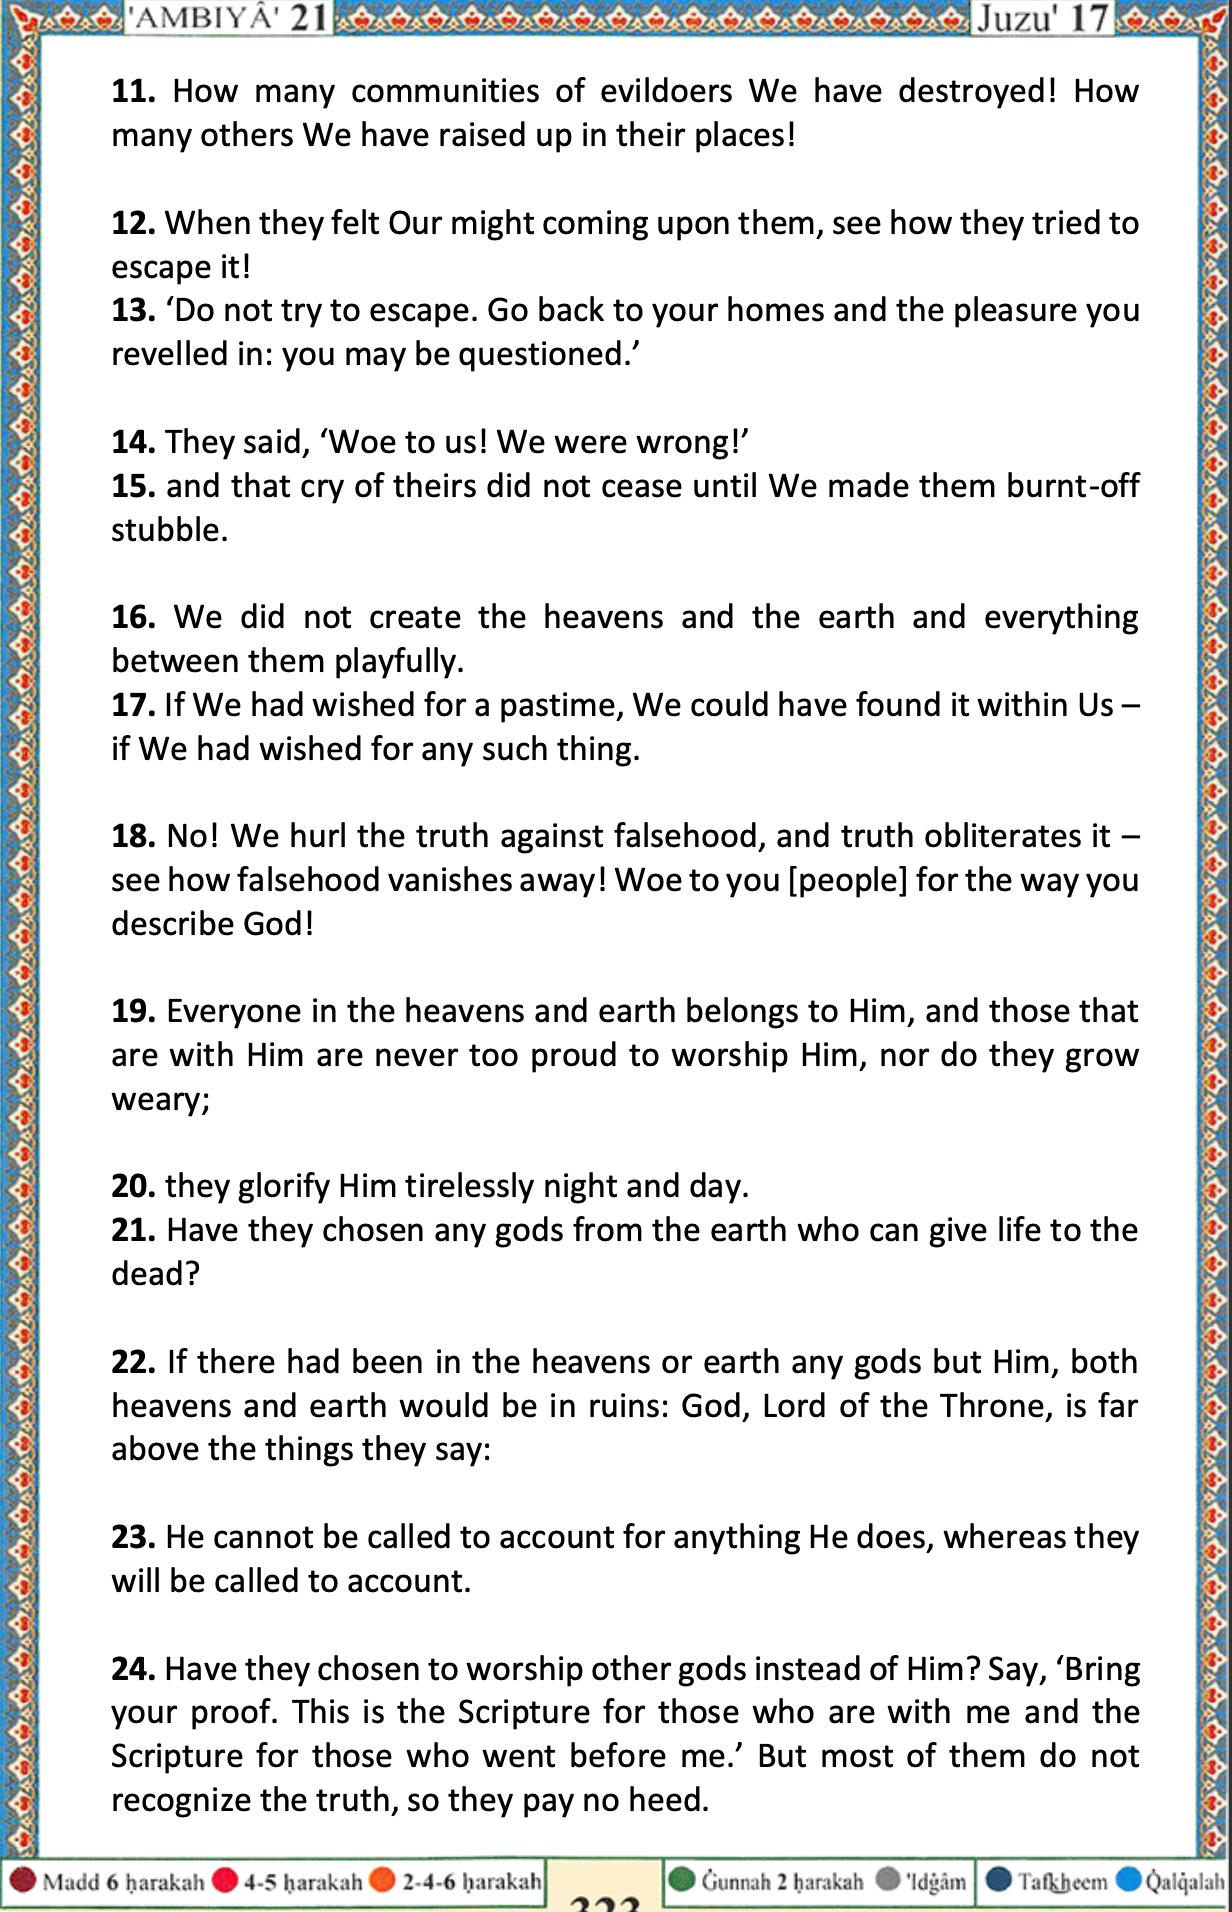 'AMBIYÂ' 21
Juzu' 17
11. How many communities of evildoers We have destroyed! How
many others We have raised up in their places!
12. When they felt Our might coming upon them, see how they tried to
escape it!
13. ‘Do not try to escape. Go back to your homes and the pleasure you
revelled in: you may be questioned.’
14. They said, ‘Woe to us! We were wrong!’
15. and that cry of theirs did not cease until We made them burnt-off
stubble.
16. We did not create the heavens and the earth and everything
between them playfully.
17. If We had wished for a pastime, We could have found it within Us –
if We had wished for any such thing.
18. No! We hurl the truth against falsehood, and truth obliterates it –
see how falsehood vanishes away! Woe to you [people] for the way you
describe God!
19. Everyone in the heavens and earth belongs to Him, and those that
are with Him are never too proud to worship Him, nor do they grow
weary;
20. they glorify Him tirelessly night and day.
21. Have they chosen any gods from the earth who can give life to the
dead?
22. If there had been in the heavens or earth any gods but Him, both
heavens and earth would be in ruins: God, Lord of the Throne, is far
above the things they say:
23. He cannot be called to account for anything He does, whereas they
will be called to account.
24. Have they chosen to worship other gods instead of Him? Say, ‘Bring
your proof. This is the Scripture for those who are with me and the
Scripture for those who went before me.’ But most of them do not
recognize the truth, so they pay no heed.
Madd 6 ḥarakah 4-5 ḥarakah 2-4-6 ḥarakah
323
Ġunnah 2 ḥarakah 'Idġâm Tafkheem Q̇alq̇alah